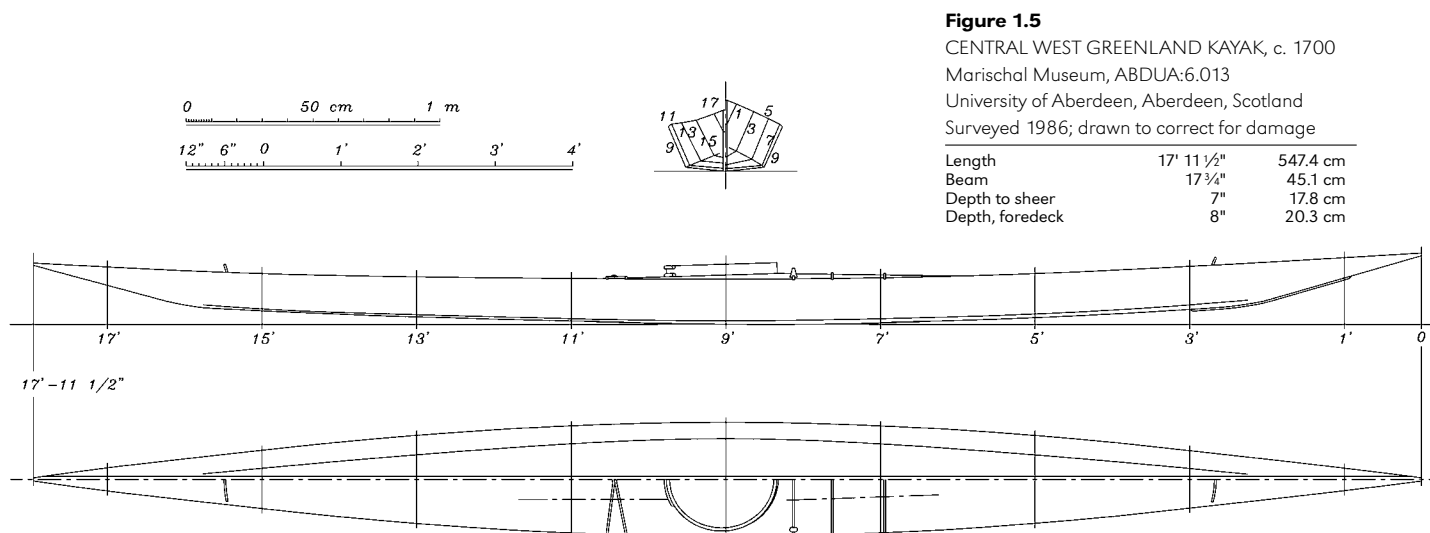 Figure 1.5
CENTRAL WEST GREENLAND KAYAK, c. 1700
Marischal Museum, ABDUA:6.013
University of Aberdeen, Aberdeen, Scotland
Surveyed 1986; drawn to correct for damage
Length 17' 11 ½" 547.4 cm
Beam 17 ¾" 45.1 cm
Depth to sheer 7" 17.8 cm
Depth, foredeck 8" 20.3 cm
0 50 cm 1 m
12" 6" 0 1' 2' 3' 4'
17 1 5
11 13 3
9 15 7 9
17' 15' 13' 11' 9' 7' 5' 3' 1' 0
17'-11 1/2"